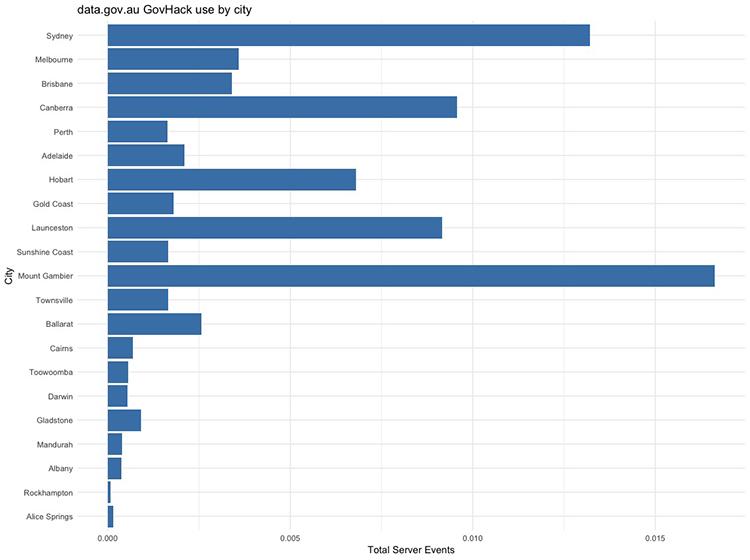 data.gov.au GovHack use by city
Sydney
Melbourne
Brisbane
Canberra
Perth
Adelaide
Hobart
Gold Coast
Launceston
Sunshine Coast
City
Mount Gambier
Townsville
Ballarat
Cairns
Toowoomba
Darwin
Gladstone
Mandurah
Albany
Rockhampton
Alice Springs
0.000 0.005 0.010 0.015
Total Server Events